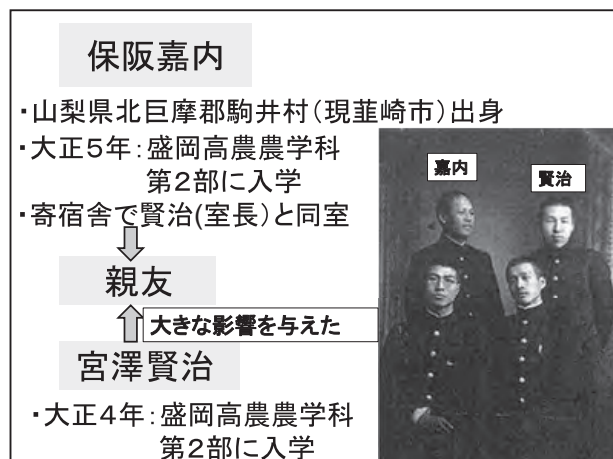 保阪嘉内
・山梨県北巨摩郡駒井村(現韮崎市)出身
・大正5年:盛岡高農農学科
第2部に入学
・寄宿舎で賢治(室長)と同室
嘉内
賢治
親友
大きな影響を与えた
宮澤賢治
・大正4年:盛岡高農農学科
第2部に入学